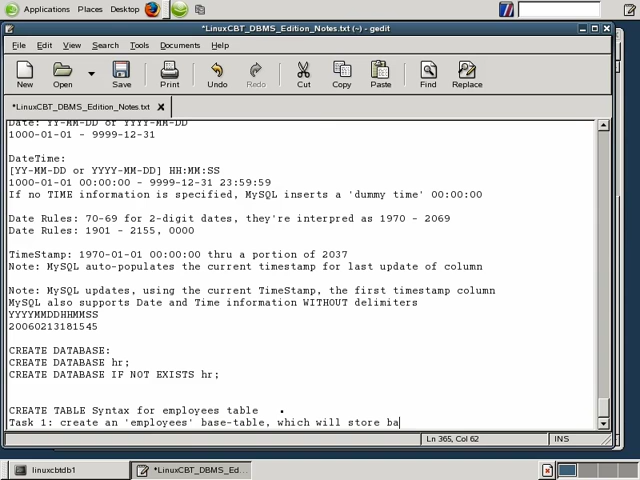 Applications Places Desktop
*LinuxCBT_DBMS_Edition_Notes.txt (~) - gedit
File Edit View Search Tools Documents Help
New Open Save Print Undo Redo Cut Copy Paste Find Replace
*LinuxCBT_DBMS_Edition_Notes.txt
Date: YY-MM-DD or YYYY-MM-DD
1000-01-01 - 9999-12-31
DateTime:
[YY-MM-DD or YYYY-MM-DD] HH:MM:SS
1000-01-01 00:00:00 - 9999-12-31 23:59:59
If no TIME information is specified, MySQL inserts a 'dummy time' 00:00:00
Date Rules: 70-69 for 2-digit dates, they're interpred as 1970 - 2069
Date Rules: 1901 - 2155, 0000
TimeStamp: 1970-01-01 00:00:00 thru a portion of 2037
Note: MySQL auto-populates the current timestamp for last update of column
Note: MySQL updates, using the current TimeStamp, the first timestamp column
MySQL also supports Date and Time information WITHOUT delimiters
YYYYMMDDHHMMSS
20060213181545
CREATE DATABASE:
CREATE DATABASE hr;
CREATE DATABASE IF NOT EXISTS hr;
CREATE TABLE Syntax for employees table
Task 1: create an 'employees' base-table, which will store ba
Ln 365, Col 62 INS
linuxcbtdb1 *LinuxCBT_DBMS_Ed...